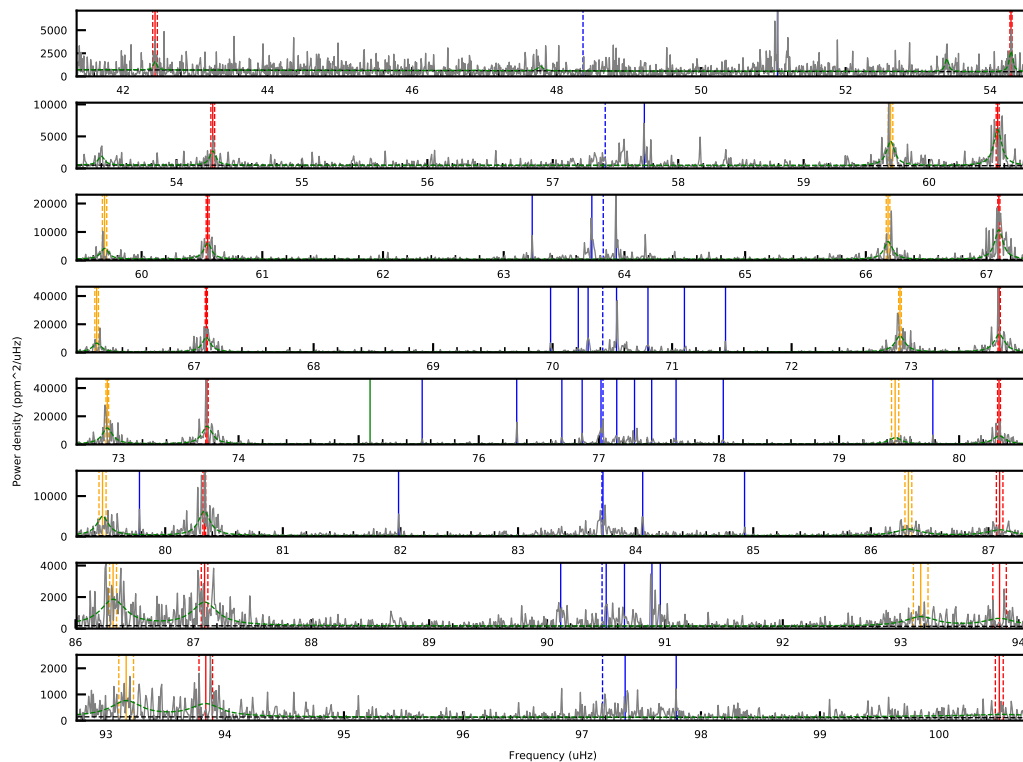 5000
2500
0
42 44 46 48 50 52 54
10000
5000
0
54 55 56 57 58 59 60
20000
10000
0
60 61 62 63 64 65 66 67
40000
20000
0
67 68 69 70 71 72 73
40000
20000
0
73 74 75 76 77 78 79 80
10000
0
80 81 82 83 84 85 86 87
4000
2000
0
86 87 88 89 90 91 92 93 94
2000
1000
0
93 94 95 96 97 98 99 100
Power density (ppm^2/uHz)
Frequency (uHz)